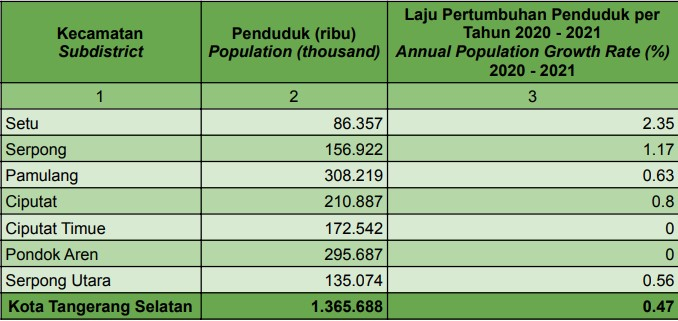 Kecamatan
Subdistrict
Penduduk (ribu)
Population (thousand)
Laju Pertumbuhan Penduduk per
Tahun 2020 - 2021
Annual Population Growth Rate (%)
2020 - 2021
1 2 3
Setu 86.357 2.35
Serpong 156.922 1.17
Pamulang 308.219 0.63
Ciputat 210.887 0.8
Ciputat Timue 172.542 0
Pondok Aren 295.687 0
Serpong Utara 135.074 0.56
Kota Tangerang Selatan 1.365.688 0.47